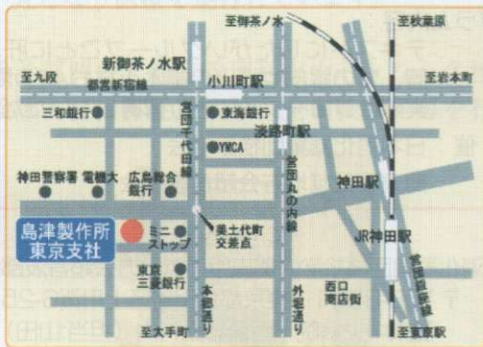 至御茶ノ水
至秋葉原
新御茶ノ水駅
至九段
都営新宿線
小川町駅
至岩本町
三和銀行
営団千代田線
東海銀行
淡路町駅
YMCA
営団丸の内線
神田警察署
電機大
広島総合
銀行
神田駅
島津製作所
東京支社
ミニ
ストップ
美土代町
交差点
JR神田駅
東京
三菱銀行
本郷通り
外堀通り
西口
商店街
営団銀座線
至大手町
至東京駅